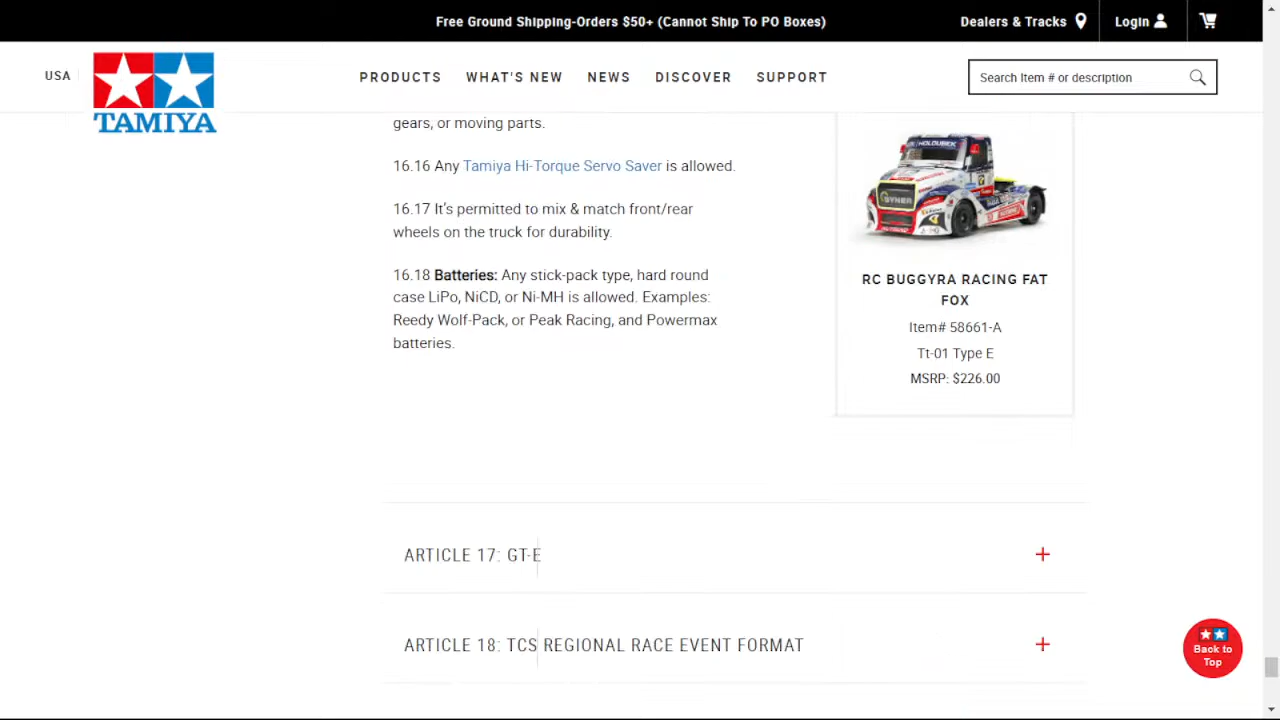 Free Ground Shipping-Orders $50+ (Cannot Ship To PO Boxes)
Dealers & Tracks
Login
USA
TAMIYA
PRODUCTS
WHAT'S NEW
NEWS
DISCOVER
SUPPORT
Search Item # or description
gears, or moving parts.
16.16 Any Tamiya Hi-Torque Servo Saver is allowed.
16.17 It's permitted to mix & match front/rear
wheels on the truck for durability.
16.18 Batteries: Any stick-pack type, hard round
case LiPo, NiCD, or Ni-MH is allowed. Examples:
Reedy Wolf-Pack, or Peak Racing, and Powermax
batteries.
RC BUGGYRA RACING FAT
FOX
Item# 58661-A
Tt-01 Type E
MSRP: $226.00
ARTICLE 17: GT-E
ARTICLE 18: TCS REGIONAL RACE EVENT FORMAT
Back to
Top